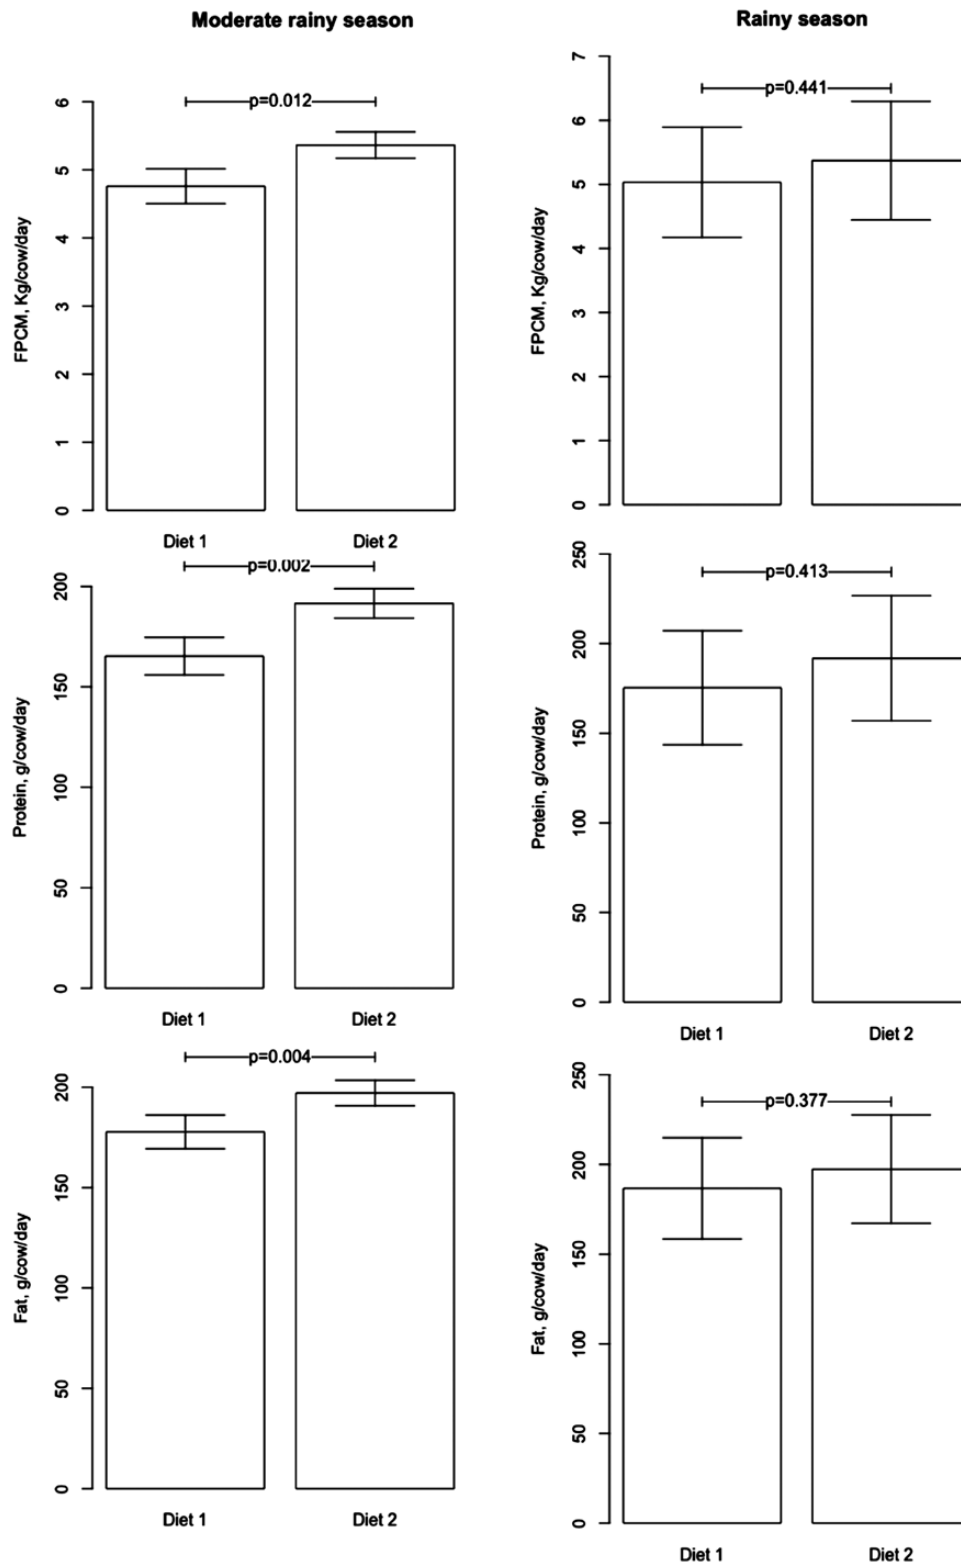 Moderate rainy season
Rainy season
FPCM, Kg/cow/day
6
5
4
3
2
1
0
p=0.012
Diet 1
Diet 2
FPCM, Kg/cow/day
7
6
5
4
3
2
1
0
p=0.441
Protein, g/cow/day
200
150
100
50
0
p=0.002
Diet 1
Diet 2
Protein, g/cow/day
250
200
150
100
50
0
p=0.413
Diet 1
Diet 2
Fat, g/cow/day
200
150
100
50
0
p=0.004
Diet 1
Diet 2
Fat, g/cow/day
250
200
150
100
50
0
p=0.377
Diet 1
Diet 2